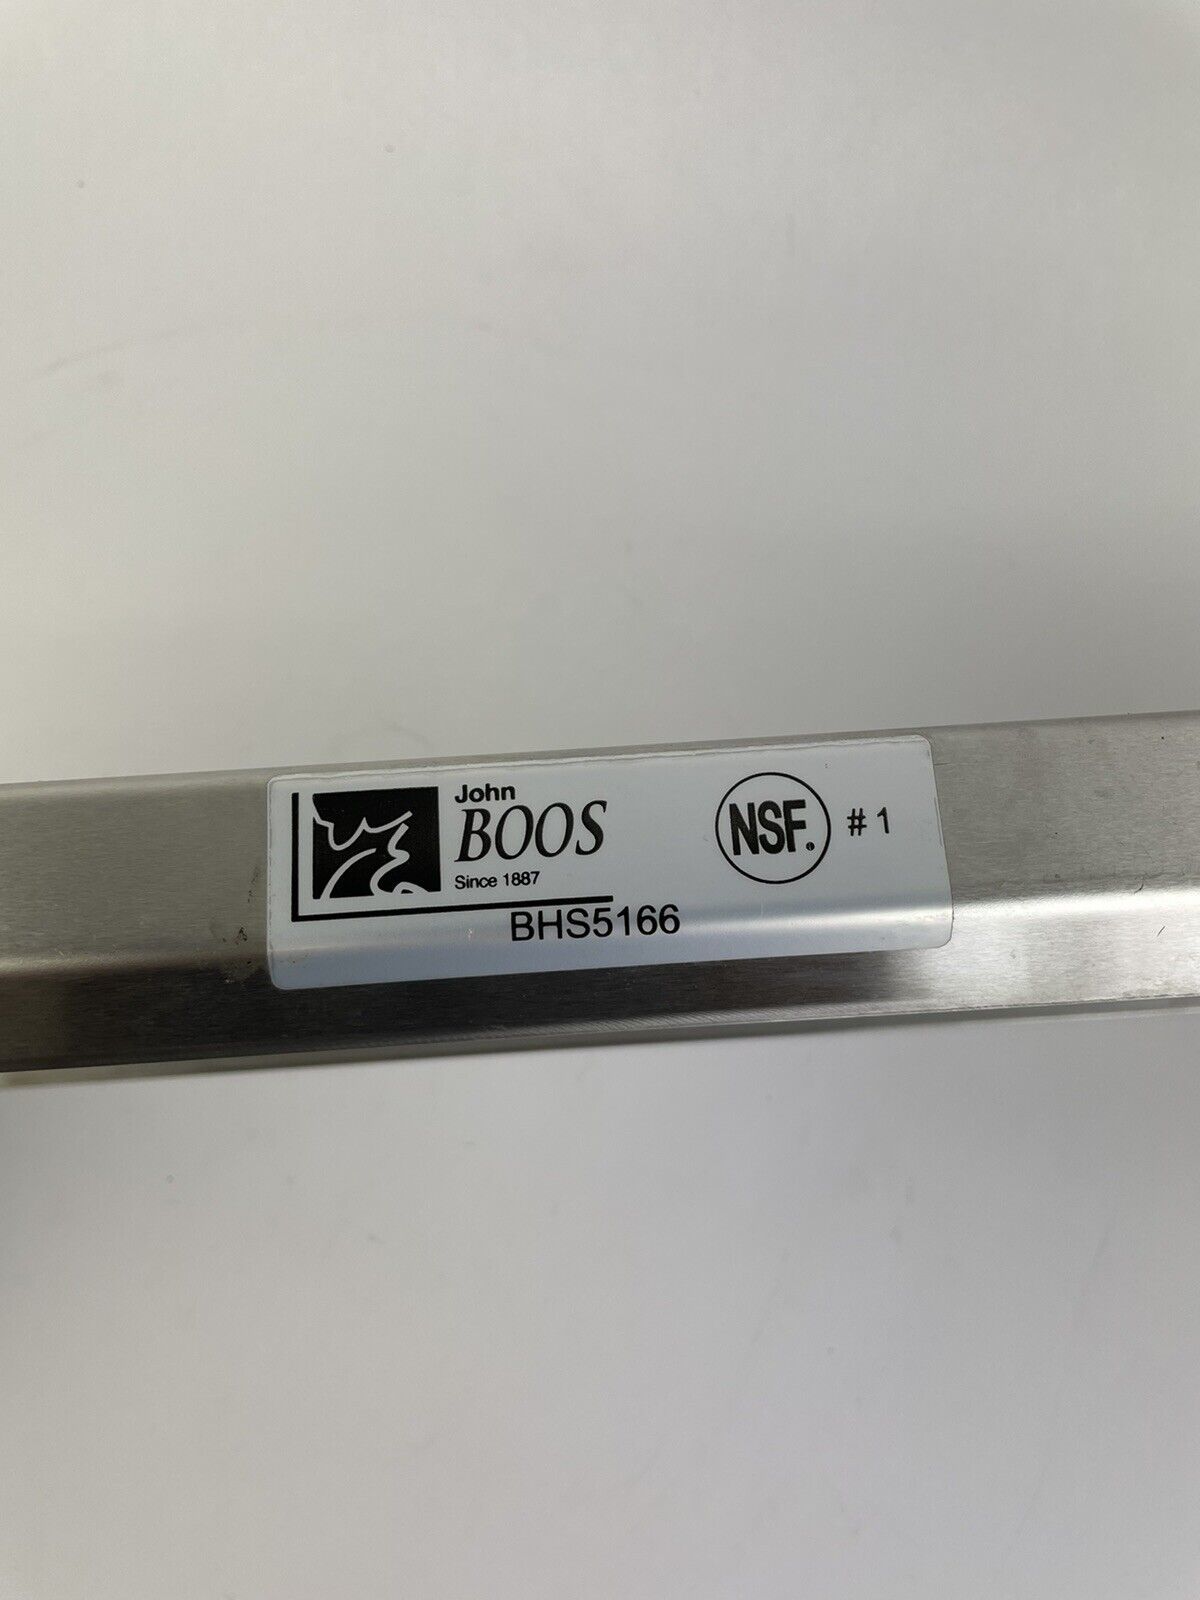 John
BOOS
Since 1887
NSF.® # 1
BHS5166